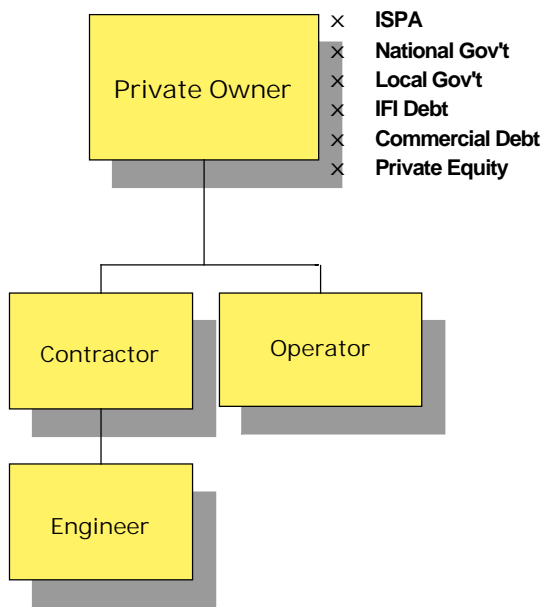 Private Owner
× ISPA
× National Gov't
× Local Gov't
× IFI Debt
× Commercial Debt
× Private Equity
Contractor
Operator
Engineer